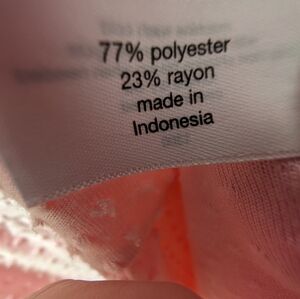 77% polyester
23% rayon
made in
Indonesia